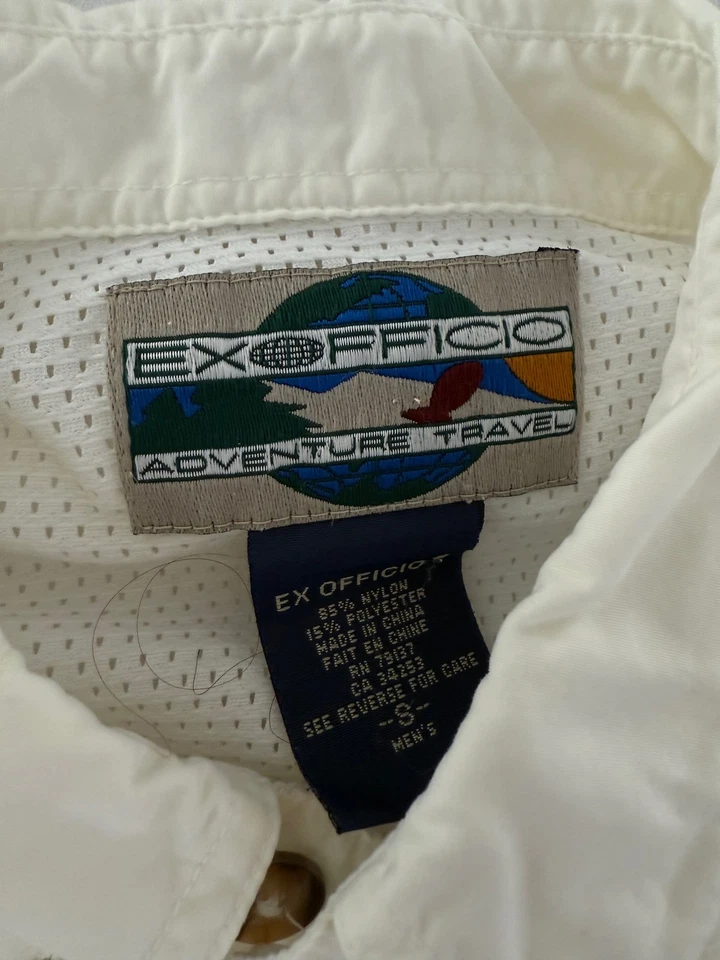 EXOFFICIO
ADVENTURE TRAVEL
EX OFFICIO
85% NYLON
15% POLYESTER
MADE IN CHINA
FAIT EN CHINE
RN 79137
CA 34253
SEE REVERSE FOR CARE
--S--
MEN'S